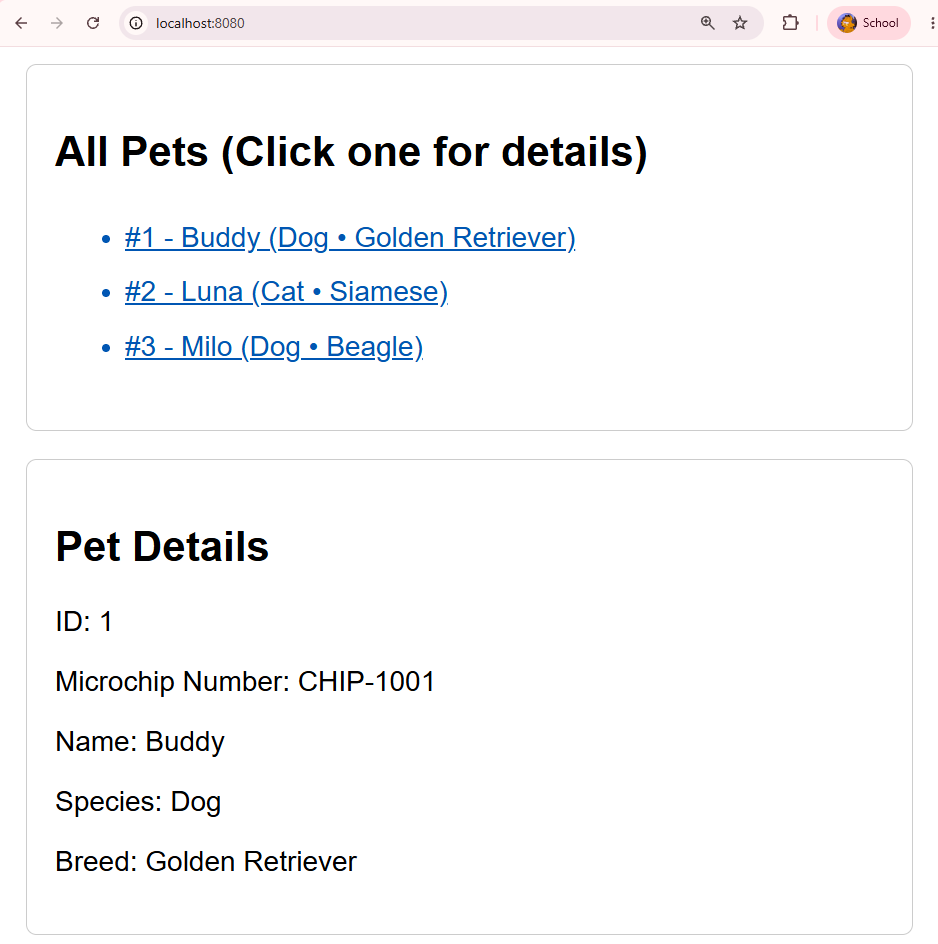 localhost:8080
School
All Pets (Click one for details)
• #1 - Buddy (Dog • Golden Retriever)
• #2 - Luna (Cat • Siamese)
• #3 - Milo (Dog • Beagle)
Pet Details
ID: 1
Microchip Number: CHIP-1001
Name: Buddy
Species: Dog
Breed: Golden Retriever